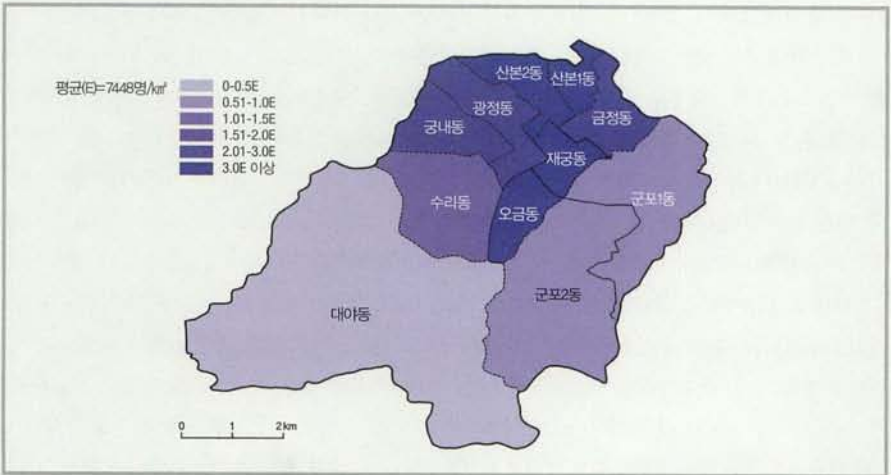 평균(E)=7448명/㎢
0-0.5E
0.51-1.0E
1.01-1.5E
1.51-2.0E
2.01-3.0E
3.0E 이상
산본2동
산본1동
광정동
금정동
궁내동
재궁동
수리동
오금동
군포1동
군포2동
대야동
0 1 2km